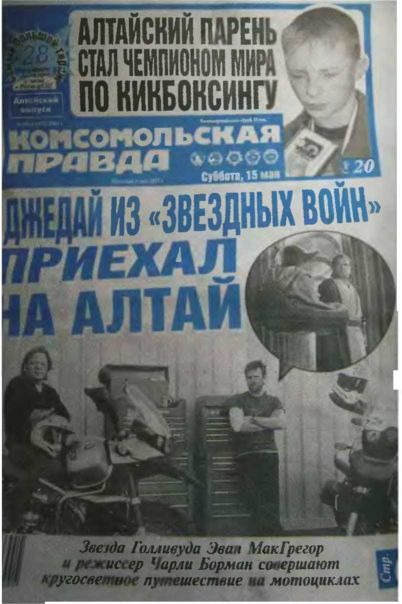 28
Алтайский
выпуск
АЛТАЙСКИЙ ПАРЕНЬ
СТАЛ ЧЕМПИОНОМ МИРА
ПО КИКБОКСИНГУ
КОМСОМОЛЬСКАЯ
ПРАВДА
Суббота, 15 мая
20
ДЖЕДАЙ ИЗ «ЗВЕЗДНЫХ ВОЙН»
ПРИЕХАЛ
НА АЛТАЙ
Звезда Голливуда Эван МакГрегор
и режиссер Чарли Борман совершают
кругосветное путешествие на мотоциклах
Стр.